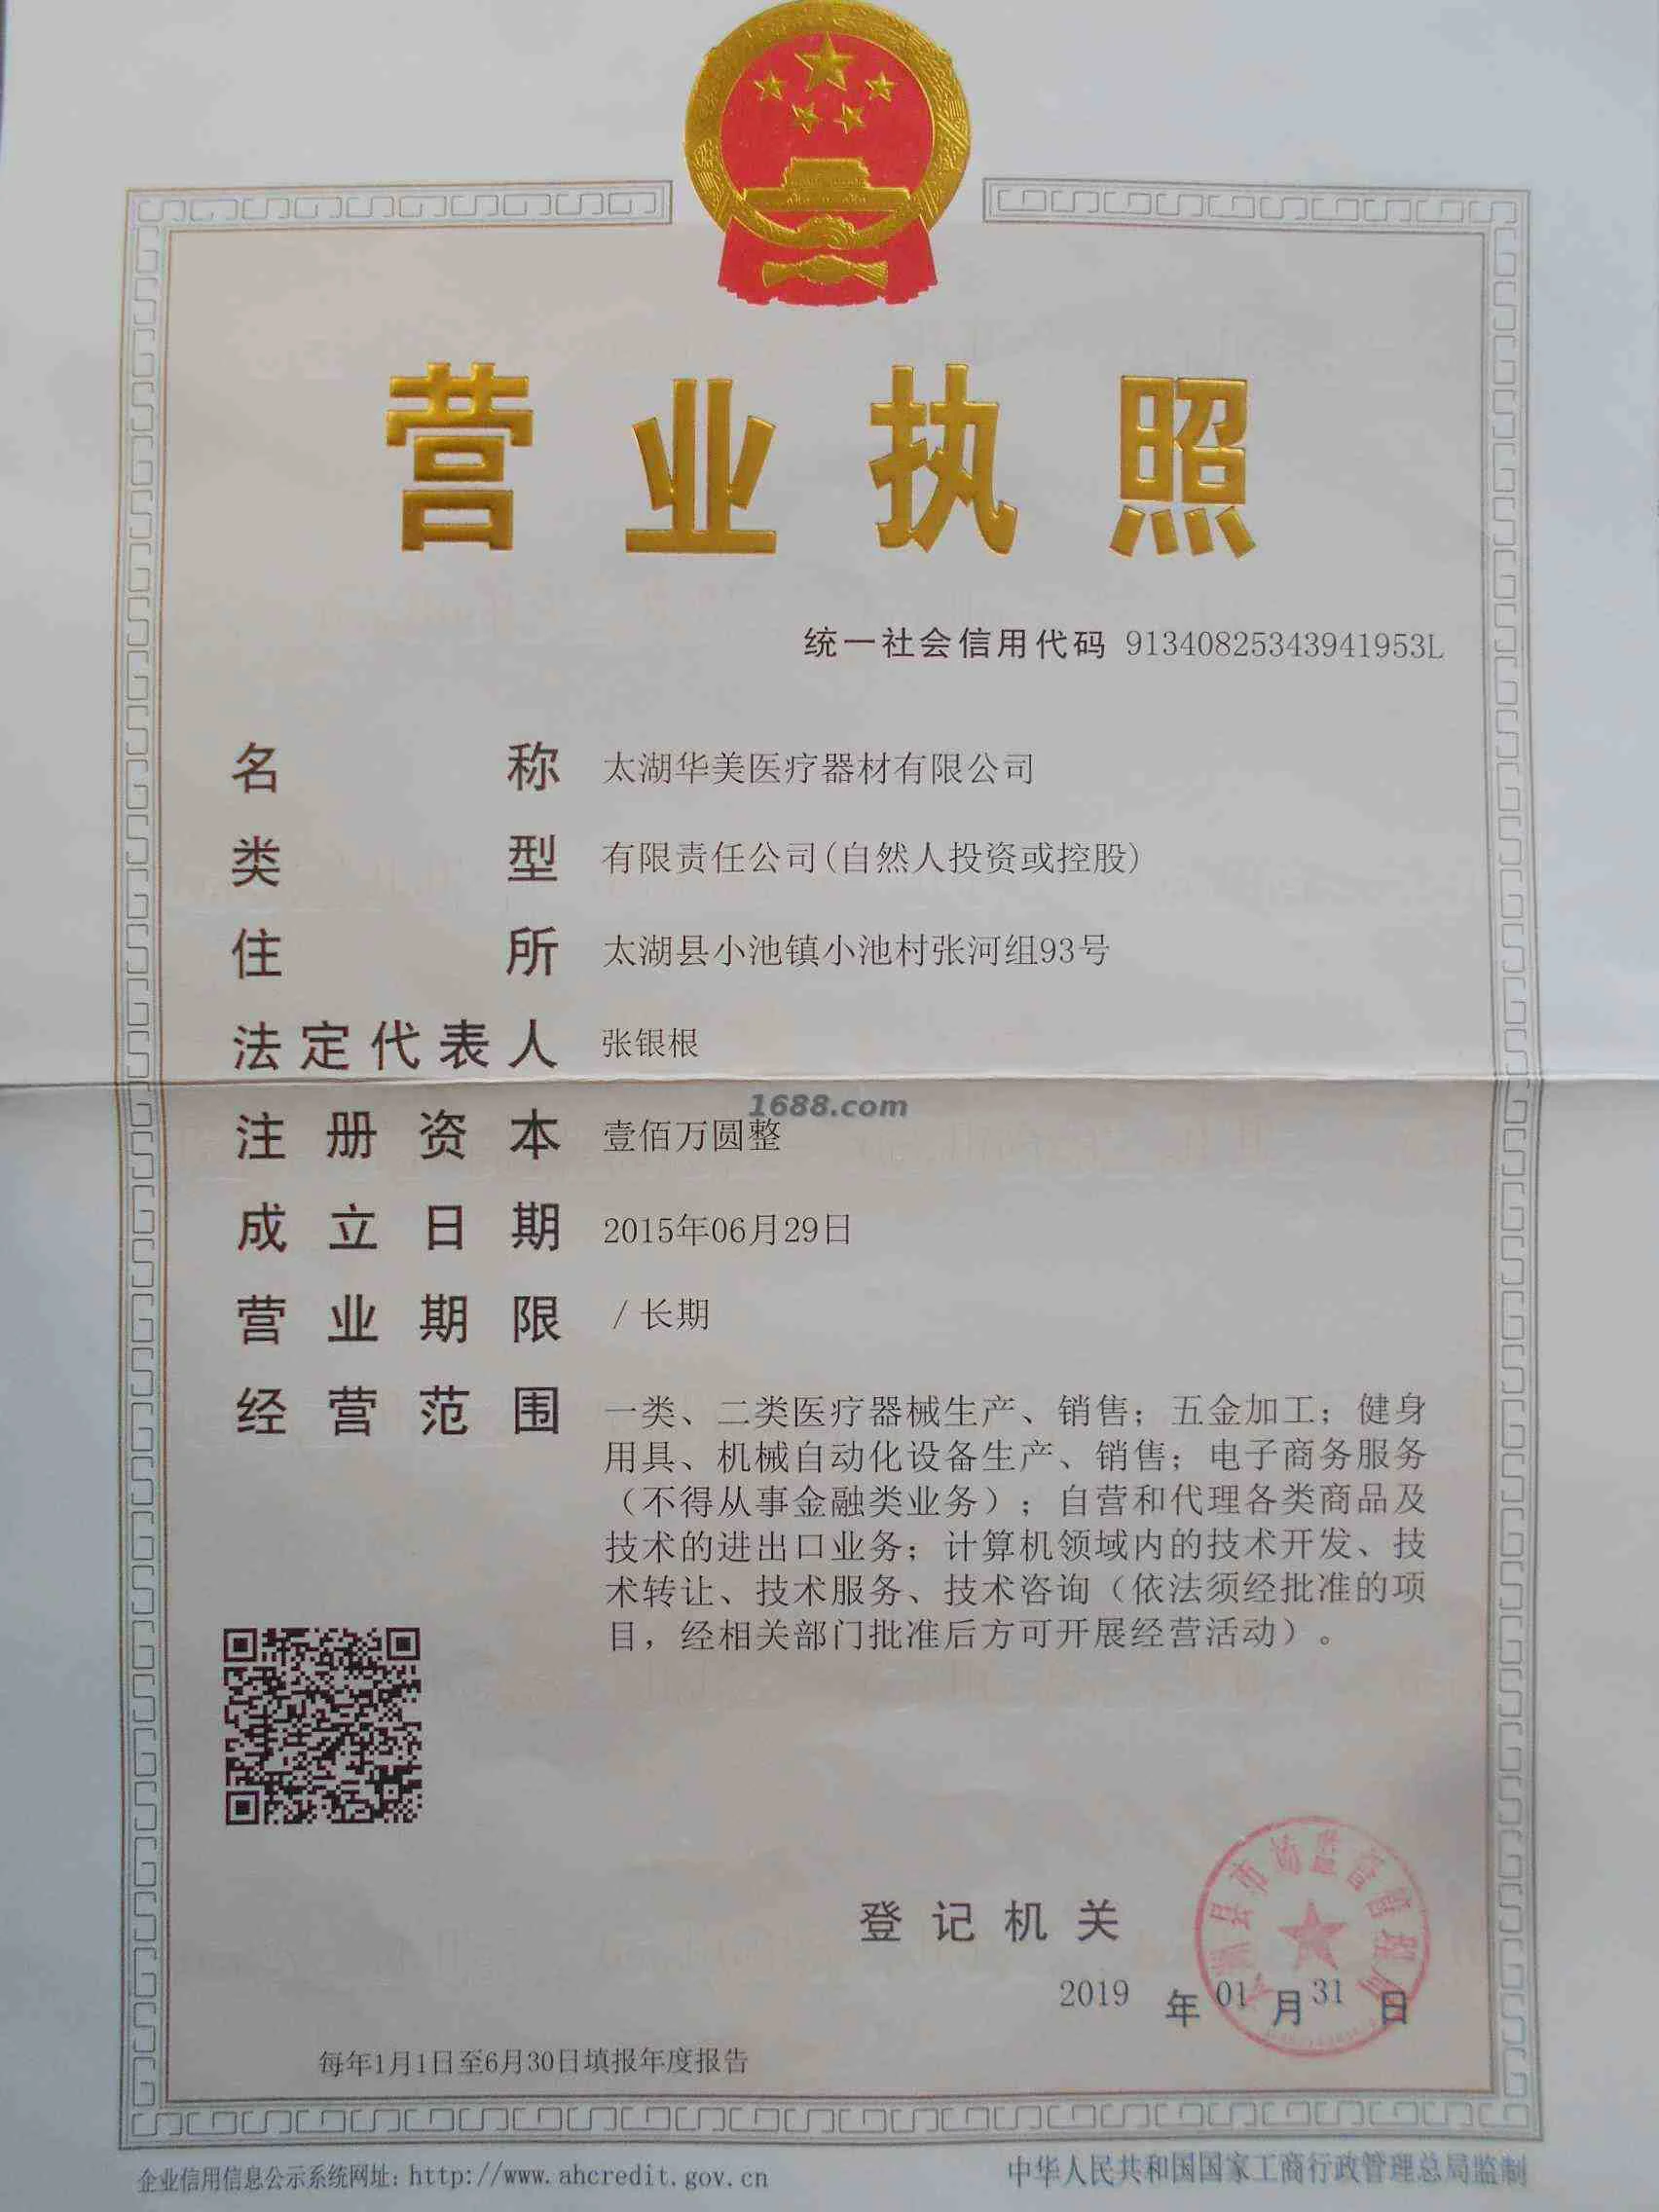 营业执照
统一社会信用代码 91340825343941953L
名称 太湖华美医疗器材有限公司
类型 有限责任公司(自然人投资或控股)
住所 太湖县小池镇小池村张河组93号
法定代表人 张银根
1688.com
注册资本 壹佰万圆整
成立日期 2015年06月29日
营业期限 /长期
经营范围 一类、二类医疗器械生产、销售；五金加工；健身
用具、机械自动化设备生产、销售；电子商务服务
（不得从事金融类业务）；自营和代理各类商品及
技术的进出口业务；计算机领域内的技术开发、技
术转让、技术服务、技术咨询（依法须经批准的项
目，经相关部门批准后方可开展经营活动）。
湖县市场监督管理局
登记机关
2019 年 01 月 31 日
每年1月1日至6月30日填报年度报告
企业信用信息公示系统网址：http://www.ahcredit.gov.cn
中华人民共和国国家工商行政管理总局监制